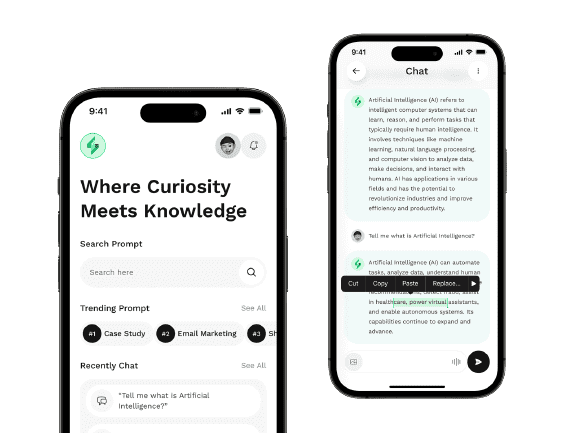 9:41
Where Curiosity
Meets Knowledge
Search Prompt
Search here
Trending Prompt See All
#1 Case Study #2 Email Marketing #3 Sh
Recently Chat See All
"Tell me what is Artificial
Intelligence?"
9:41
Chat
Artificial Intelligence (AI) refers to
intelligent computer systems that can
learn, reason, and perform tasks that
typically require human intelligence. It
involves techniques like machine
learning, natural language processing,
and computer vision to analyze data,
make decisions, and interact with
humans. AI has applications in various
fields and has the potential to
revolutionize industries and improve
efficiency and productivity.
Tell me what is Artificial Intelligence?
Artificial Intelligence (AI) can automate
tasks, analyze data, understand human
Cut Copy Paste Replace...
in healthcare, power virtual assistants,
and enable autonomous systems. Its
capabilities continue to expand and
advance.